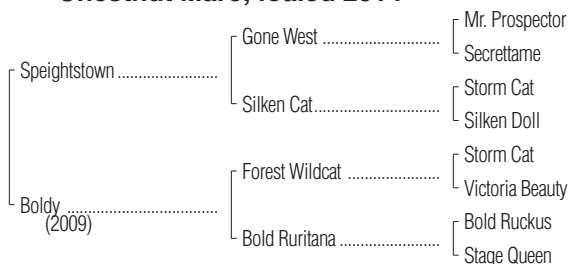 Chestnut Mare; foaled
Mr. Prospector
Gone West
Secrettame
Speightstown
Storm Cat
Silken Cat
Silken Doll
Storm Cat
Forest Wildcat
Victoria Beauty
Boldy
(2009)
Bold Ruckus
Bold Ruritana
Stage Queen